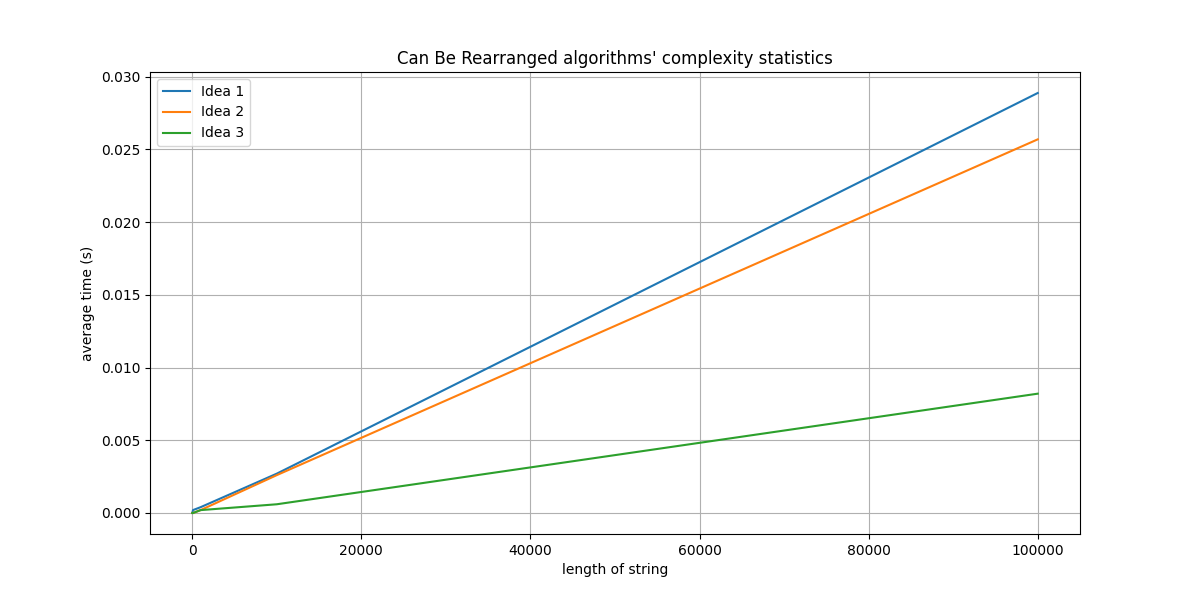 Can Be Rearranged algorithms' complexity statistics
Idea 1
Idea 2
Idea 3
0.030
0.025
0.020
0.015
0.010
0.005
0.000
average time (s)
0 20000 40000 60000 80000 100000
length of string